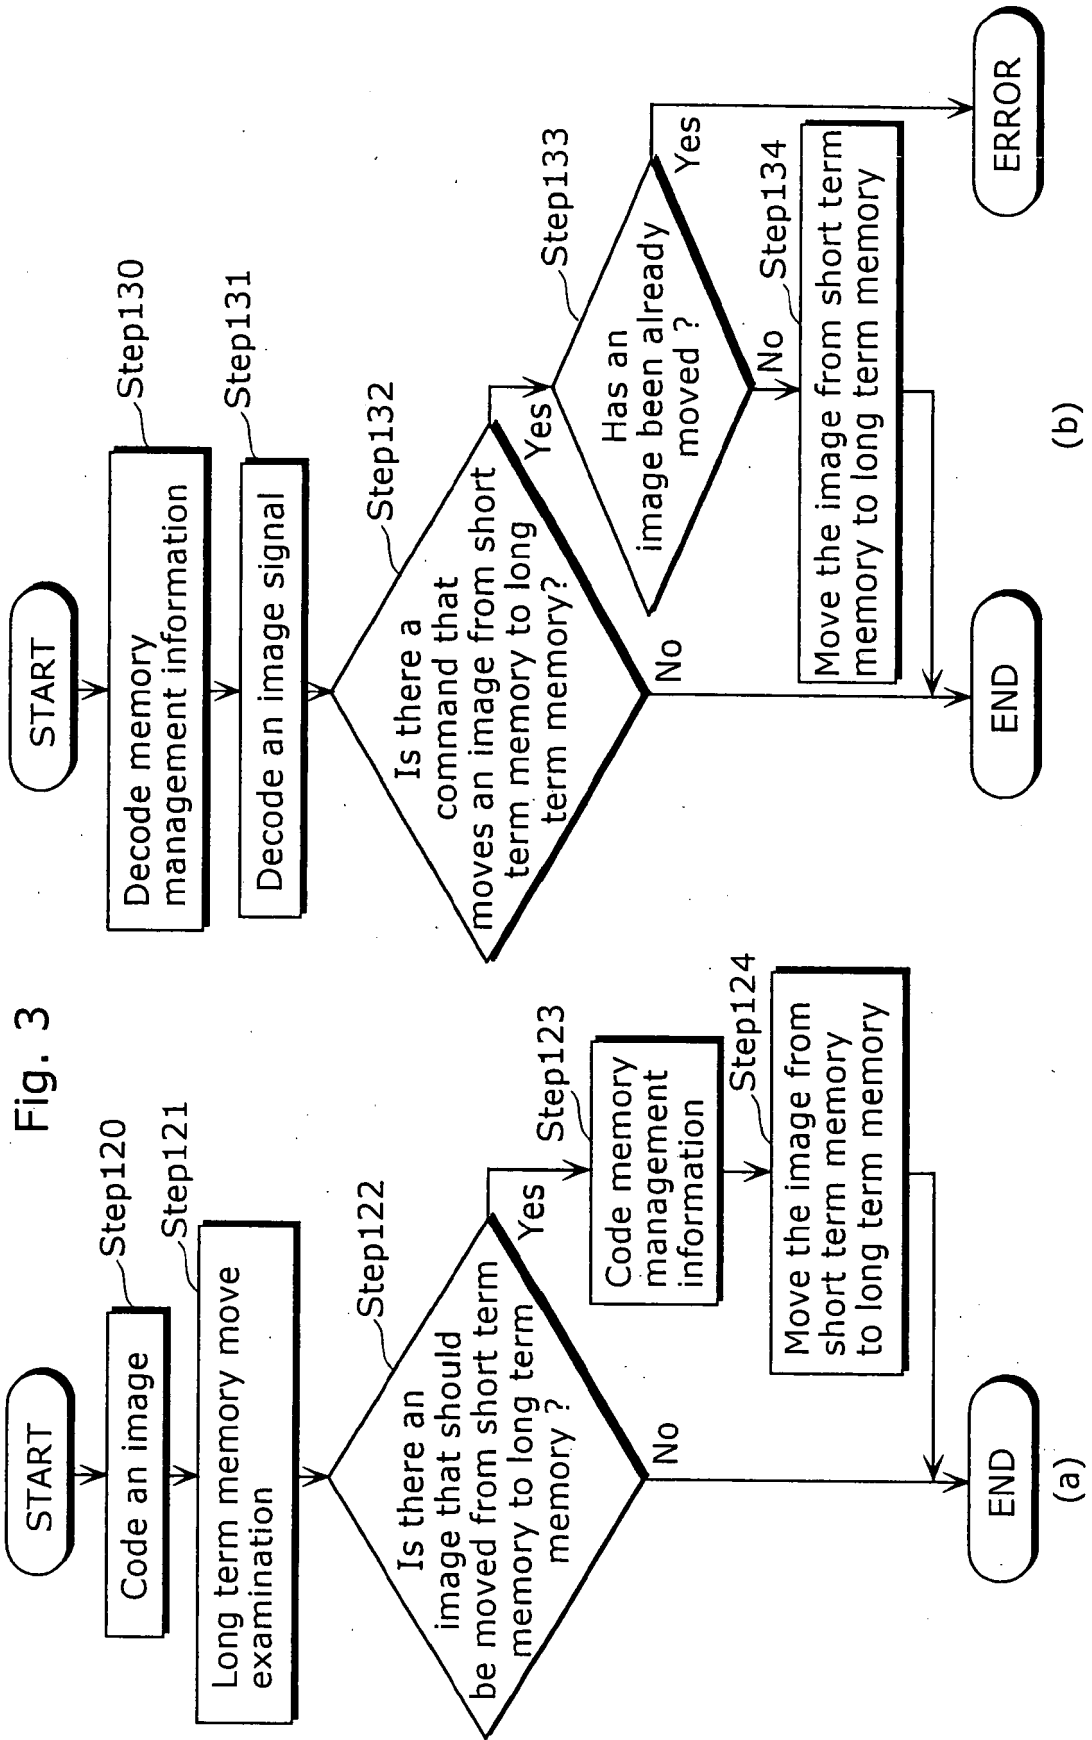 Fig. 3
START
Step120
Code an image
Step121
Long term memory move
examination
Step122
Is there an
image that should
be moved from short term
memory to long term
memory ?
Yes
No
Step123
Code memory
management
information
Step124
Move the image from
short term memory
to long term memory
END
(a)
START
Step130
Decode memory
management information
Step131
Decode an image signal
Step132
Is there a
command that
moves an image from short
term memory to long
term memory?
Yes
No
Step133
Has an
image been already
moved ?
Yes
No
Step134
Move the image from short term
memory to long term memory
END
ERROR
(b)